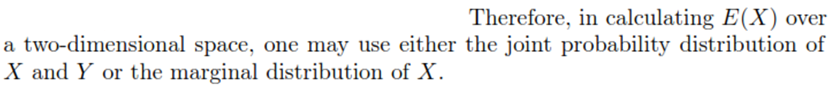 Therefore, in calculating E(X) over
a two-dimensional space, one may use either the joint probability distribution of
X and Y or the marginal distribution of X.